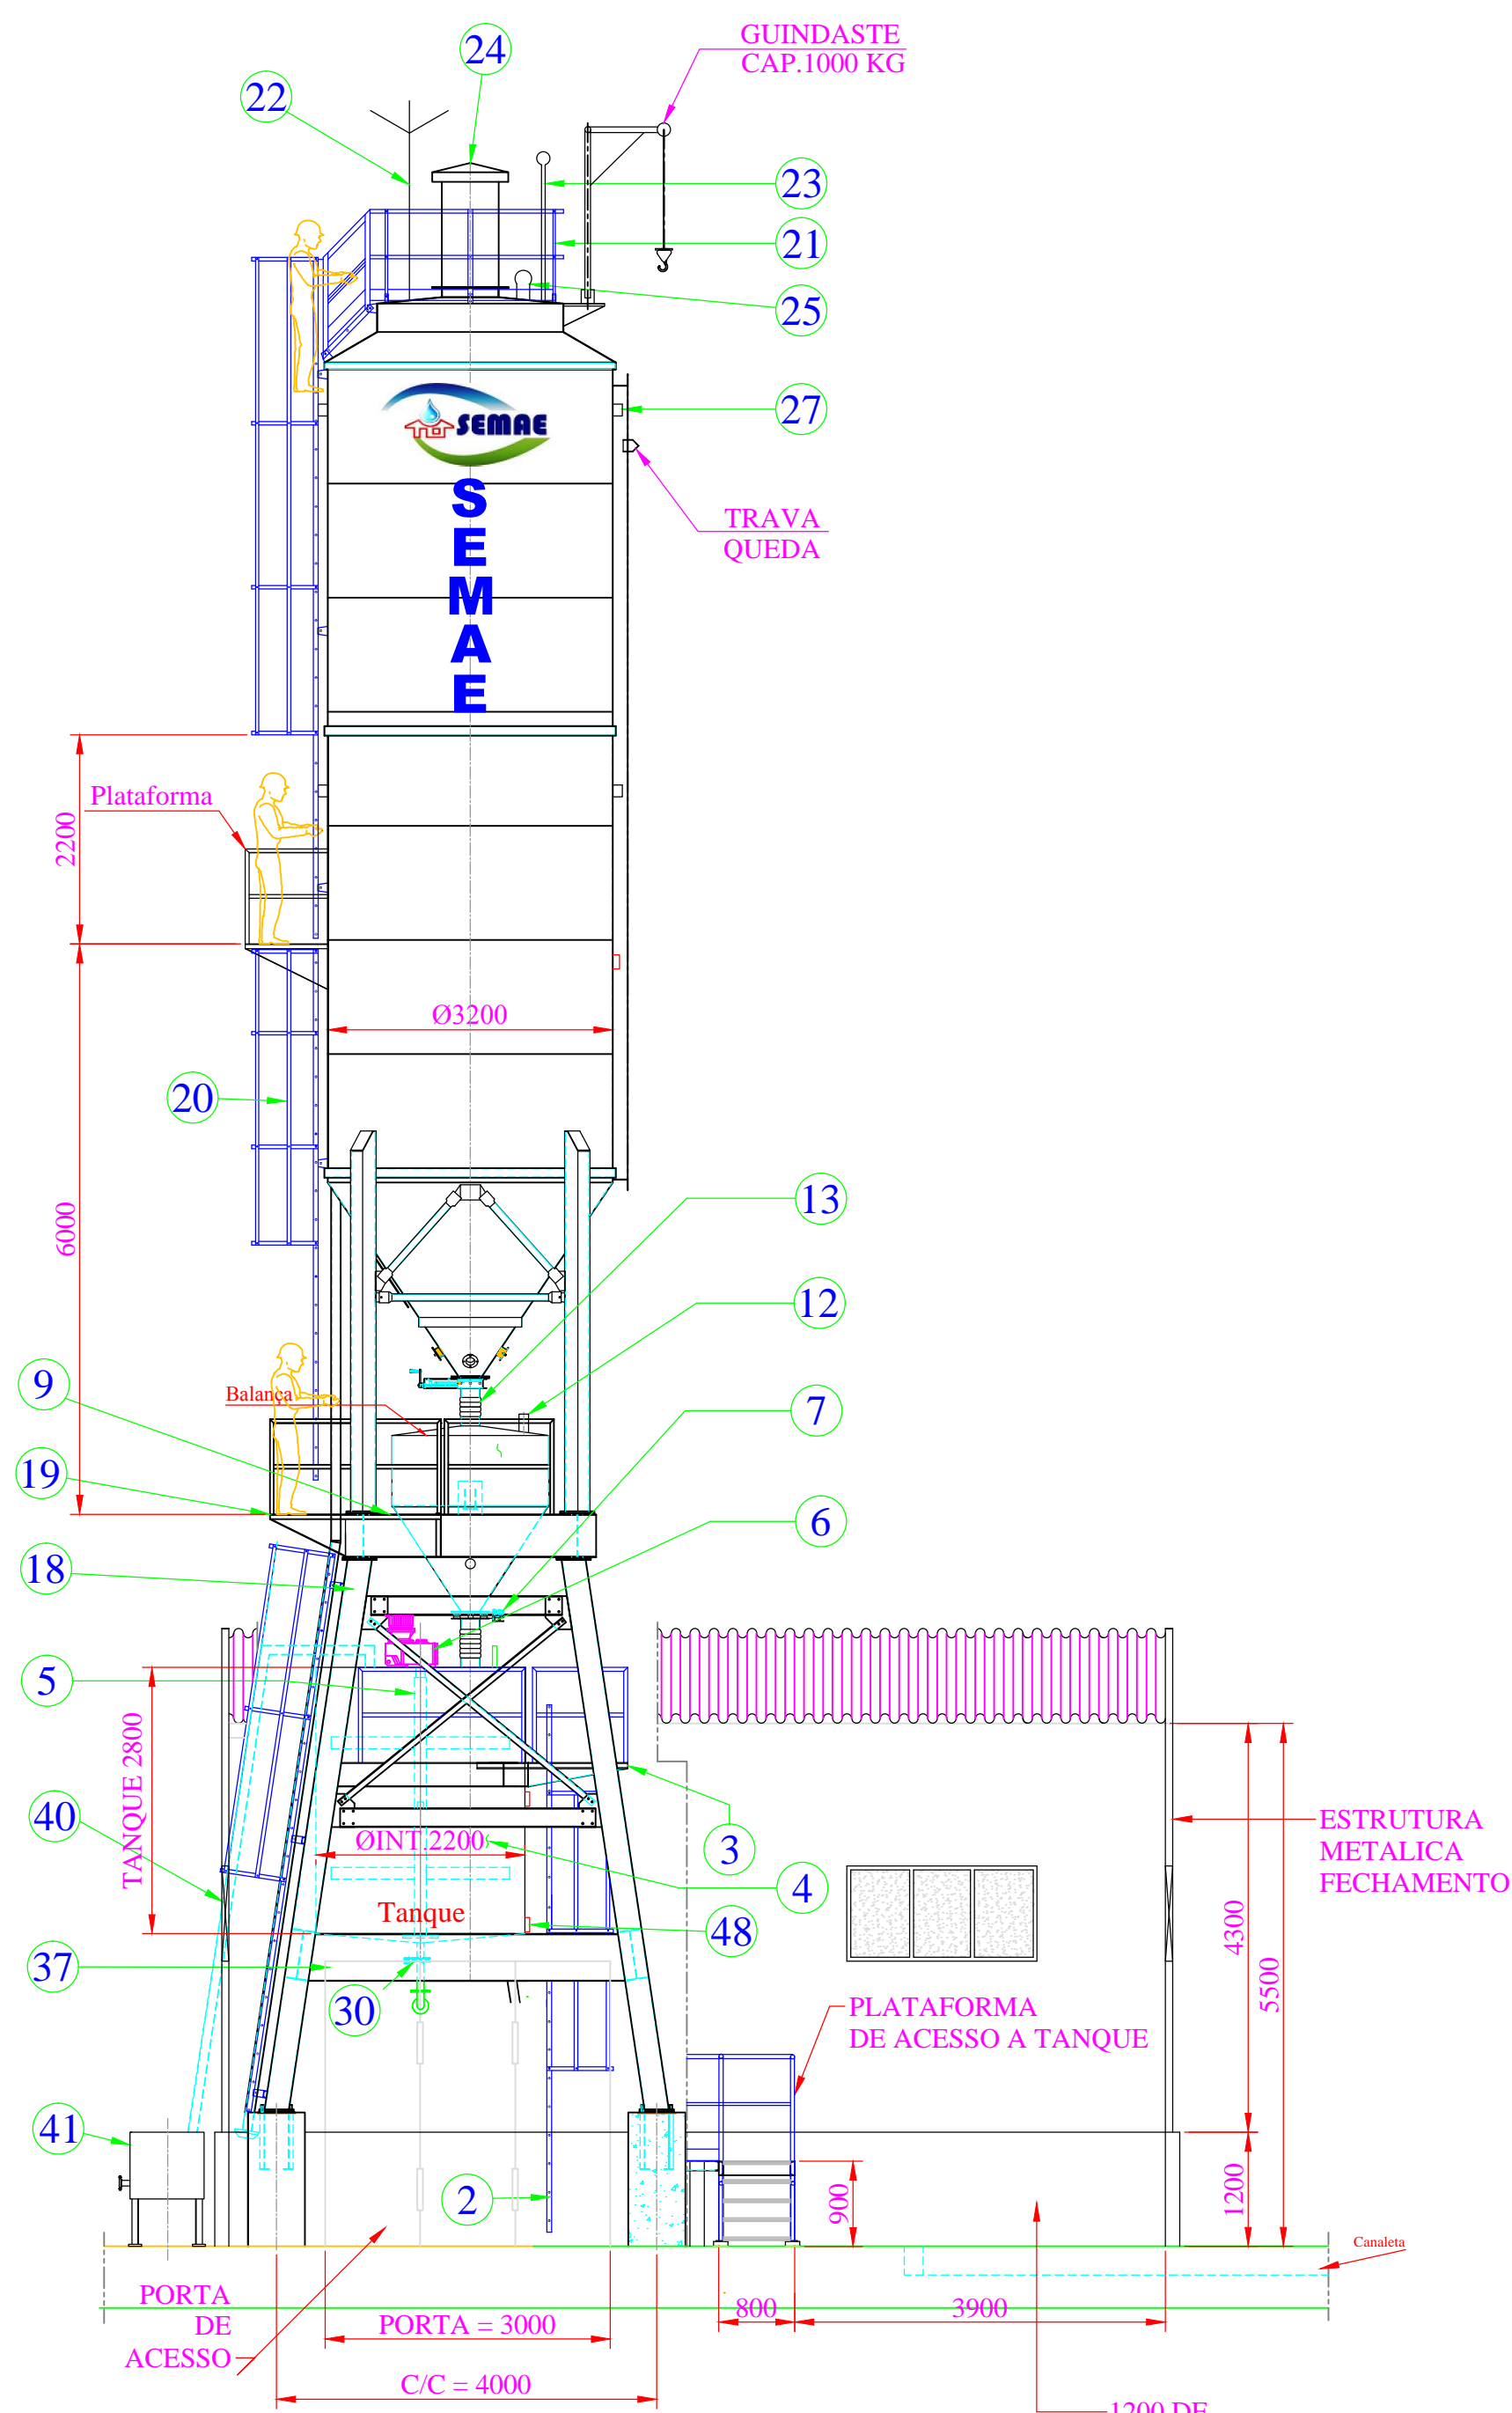 24
GUINDASTE
CAP.1000 KG
22
23
21
25
27
SEMAE
TRAVA
QUEDA
S
E
M
A
E
Plataforma
2200
Ø3200
20
13
6000
12
9
Balança
7
19
6
18
5
TANQUE 2800
40
ØINT.2200
3
4
ESTRUTURA
METALICA
FECHAMENTO
Tanque
48
4300
5500
37
30
PLATAFORMA
DE ACESSO A TANQUE
41
2
900
1200
Canaleta
PORTA
DE
ACESSO
PORTA = 3000
800
3900
C/C = 4000
1200 DE